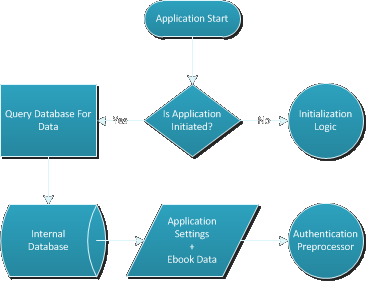 Application Start
Is Application
Initiated?
Query Database For
Data
Yes
No
Initialization
Logic
Internal
Database
Application
Settings
+
Ebook Data
Authentication
Preprocessor